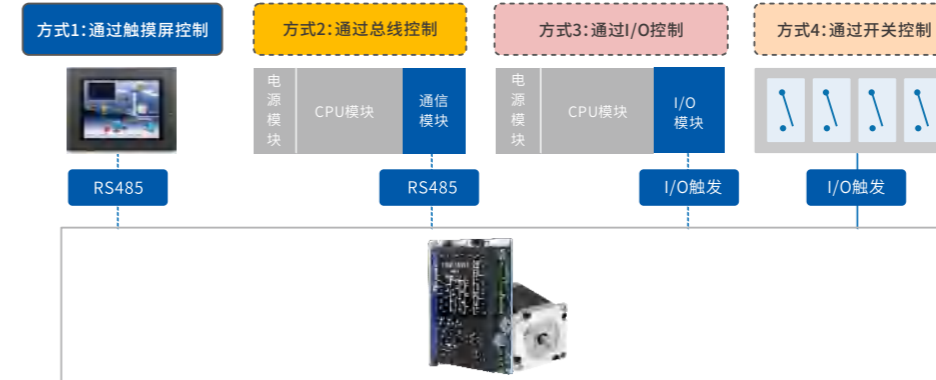 方式1:通过触摸屏控制
方式2:通过总线控制
方式3:通过I/O控制
方式4:通过开关控制
电源模块
CPU模块
通信
模块
电源模块
CPU模块
I/O
模块
RS485
RS485
I/O触发
I/O触发